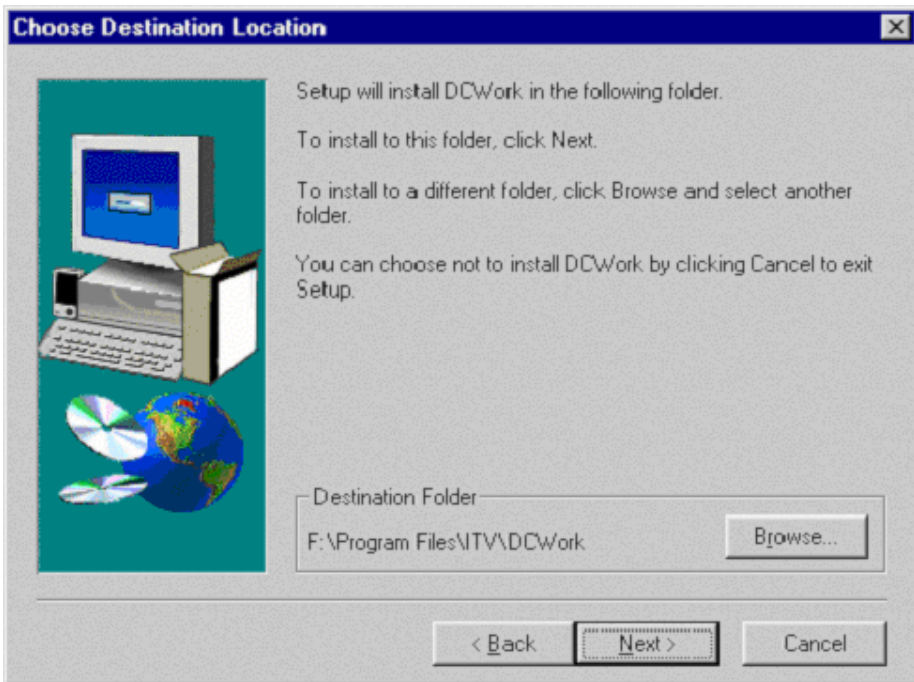 Choose Destination Location
Setup will install DCWork in the following folder.
To install to this folder, click Next.
To install to a different folder, click Browse and select another
folder.
You can choose not to install DCWork by clicking Cancel to exit
Setup.
Destination Folder
F:\Program Files\ITV\DCWork
Browse...
< Back
Next >
Cancel